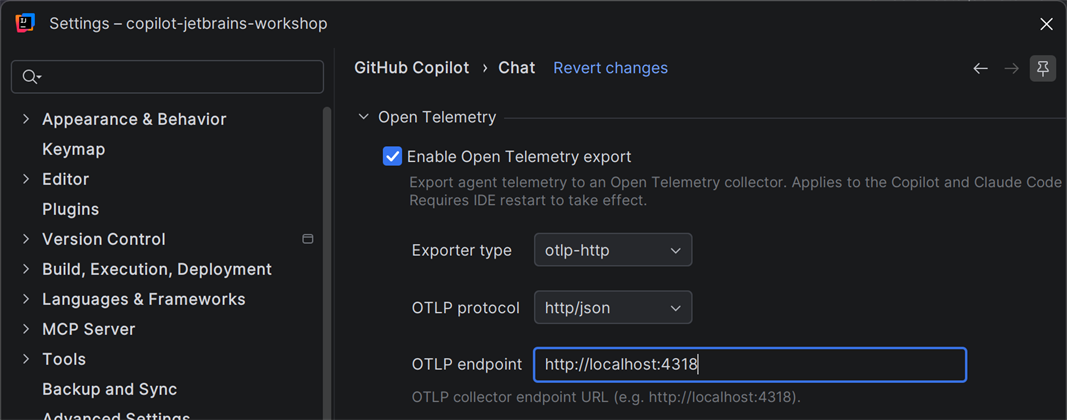 Settings – copilot-jetbrains-workshop
Appearance & Behavior
Keymap
Editor
Plugins
Version Control
Build, Execution, Deployment
Languages & Frameworks
MCP Server
Tools
Backup and Sync
Advanced Settings
GitHub Copilot › Chat Revert changes
Open Telemetry
Enable Open Telemetry export
Export agent telemetry to an Open Telemetry collector. Applies to the Copilot and Claude Code
Requires IDE restart to take effect.
Exporter type otlp-http
OTLP protocol http/json
OTLP endpoint http://localhost:4318
OTLP collector endpoint URL (e.g. http://localhost:4318).